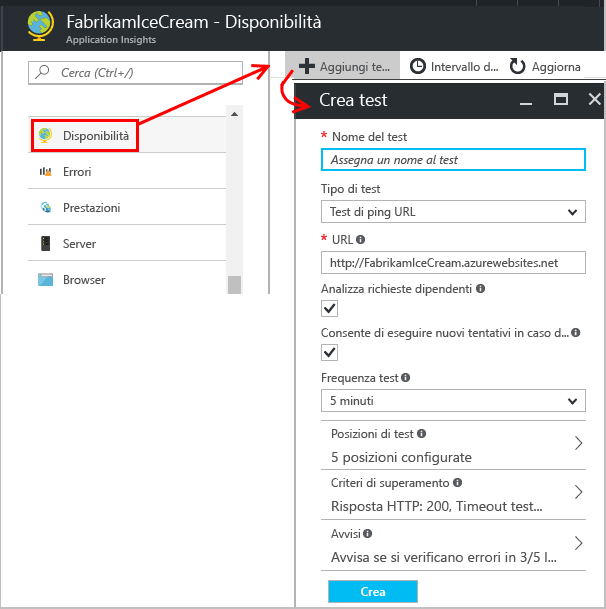 FabrikamIceCream - Disponibilità
Application Insights
Cerca (Ctrl+/)
Disponibilità
Errori
Prestazioni
Server
Browser
Aggiungi te... Intervallo d... Aggiorna
Crea test
* Nome del test
Assegna un nome al test
Tipo di test
Test di ping URL
* URL
http://FabrikamIceCream.azurewebsites.net
Analizza richieste dipendenti
Consente di eseguire nuovi tentativi in caso d...
Frequenza test
5 minuti
Posizioni di test
5 posizioni configurate
Criteri di superamento
Risposta HTTP: 200, Timeout test...
Avvisi
Avvisa se si verificano errori in 3/5 l...
Crea